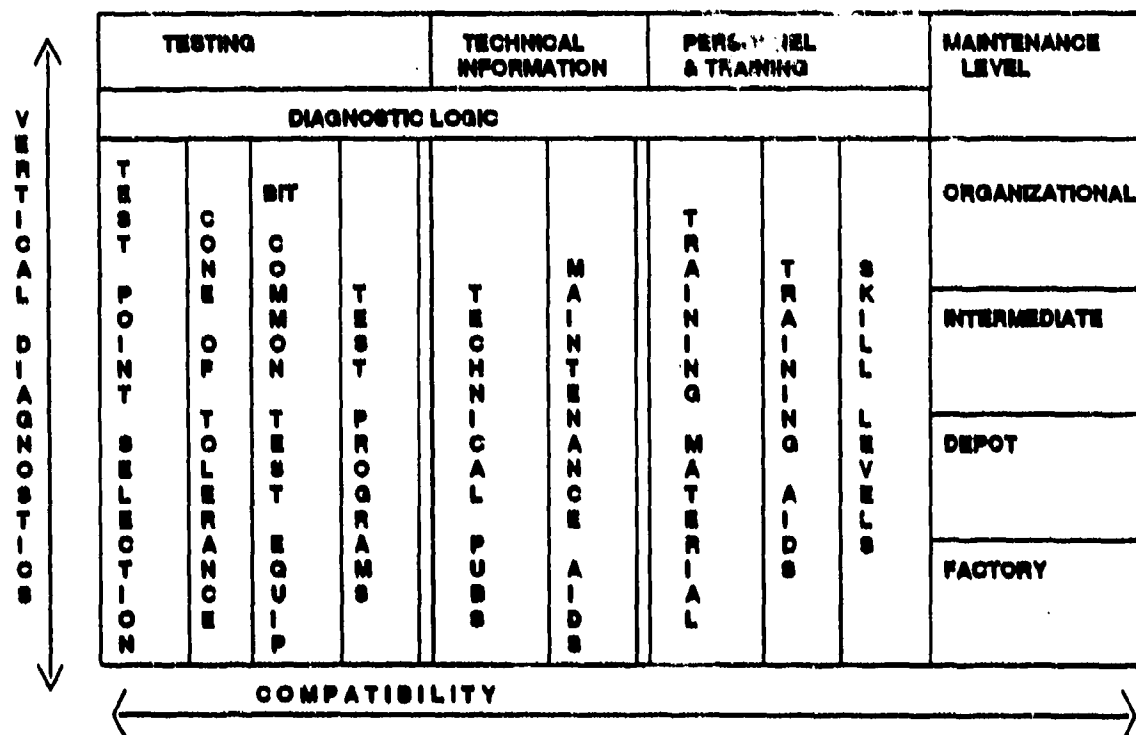 TESTING
TECHNICAL
INFORMATION
PERSONNEL
& TRAINING
MAINTENANCE
LEVEL
DIAGNOSTIC LOGIC
VERTICAL DIAGNOSTICS
TEST POINT SELECTION
CONE OF TOLERANCE
BIT
COMMON TEST EQUIP
TEST PROGRAMS
TECHNICAL PUBS
MAINTENANCE AIDS
TRAINING MATERIAL
TRAINING AIDS
SKILL LEVELS
ORGANIZATIONAL
INTERMEDIATE
DEPOT
FACTORY
COMPATIBILITY